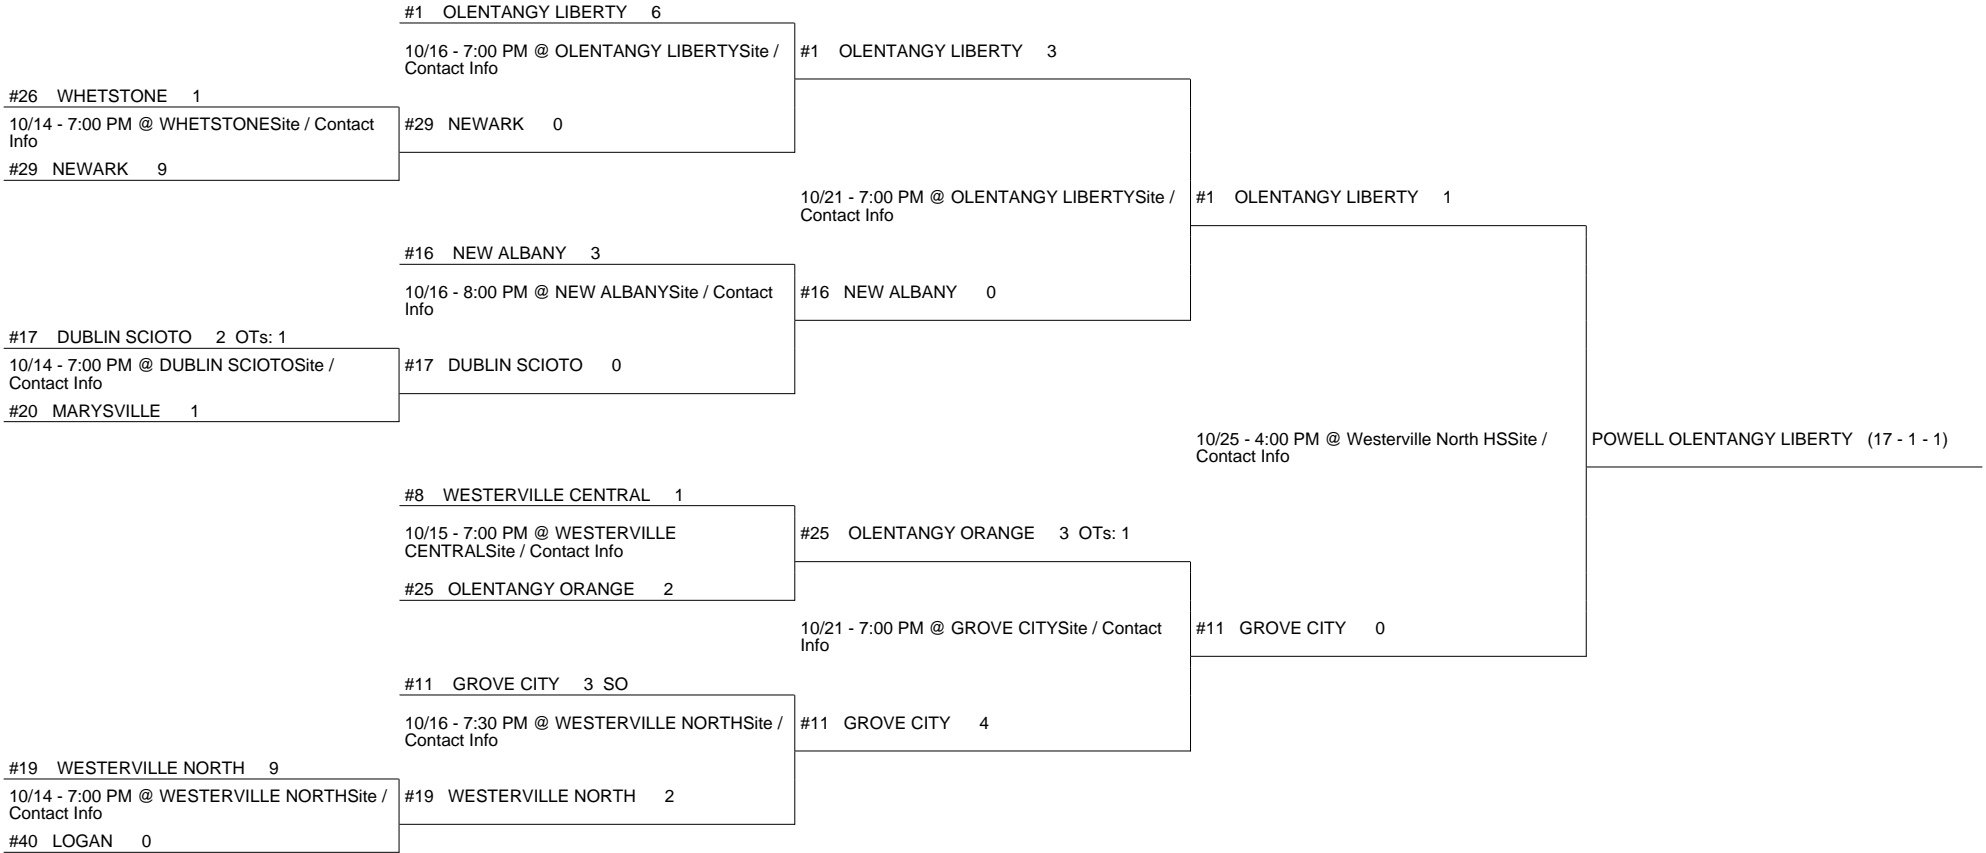 #1 OLENTANGY LIBERTY 6
10/16 - 7:00 PM @ OLENTANGY LIBERTYSite /
Contact Info
#1 OLENTANGY LIBERTY 3
#26 WHETSTONE 1
10/14 - 7:00 PM @ WHETSTONESite / Contact
Info
#29 NEWARK 0
#29 NEWARK 9
10/21 - 7:00 PM @ OLENTANGY LIBERTYSite /
Contact Info
#1 OLENTANGY LIBERTY 1
#16 NEW ALBANY 3
10/16 - 8:00 PM @ NEW ALBANYSite / Contact
Info
#16 NEW ALBANY 0
#17 DUBLIN SCIOTO 2 OTs: 1
10/14 - 7:00 PM @ DUBLIN SCIOTOSite /
Contact Info
#17 DUBLIN SCIOTO 0
#20 MARYSVILLE 1
10/25 - 4:00 PM @ Westerville North HSSite /
Contact Info
POWELL OLENTANGY LIBERTY (17 - 1 - 1)
#8 WESTERVILLE CENTRAL 1
10/15 - 7:00 PM @ WESTERVILLE
CENTRALSite / Contact Info
#25 OLENTANGY ORANGE 3 OTs: 1
#25 OLENTANGY ORANGE 2
10/21 - 7:00 PM @ GROVE CITYSite / Contact
Info
#11 GROVE CITY 0
#11 GROVE CITY 3 SO
10/16 - 7:30 PM @ WESTERVILLE NORTHSite /
Contact Info
#11 GROVE CITY 4
#19 WESTERVILLE NORTH 9
10/14 - 7:00 PM @ WESTERVILLE NORTHSite /
Contact Info
#19 WESTERVILLE NORTH 2
#40 LOGAN 0